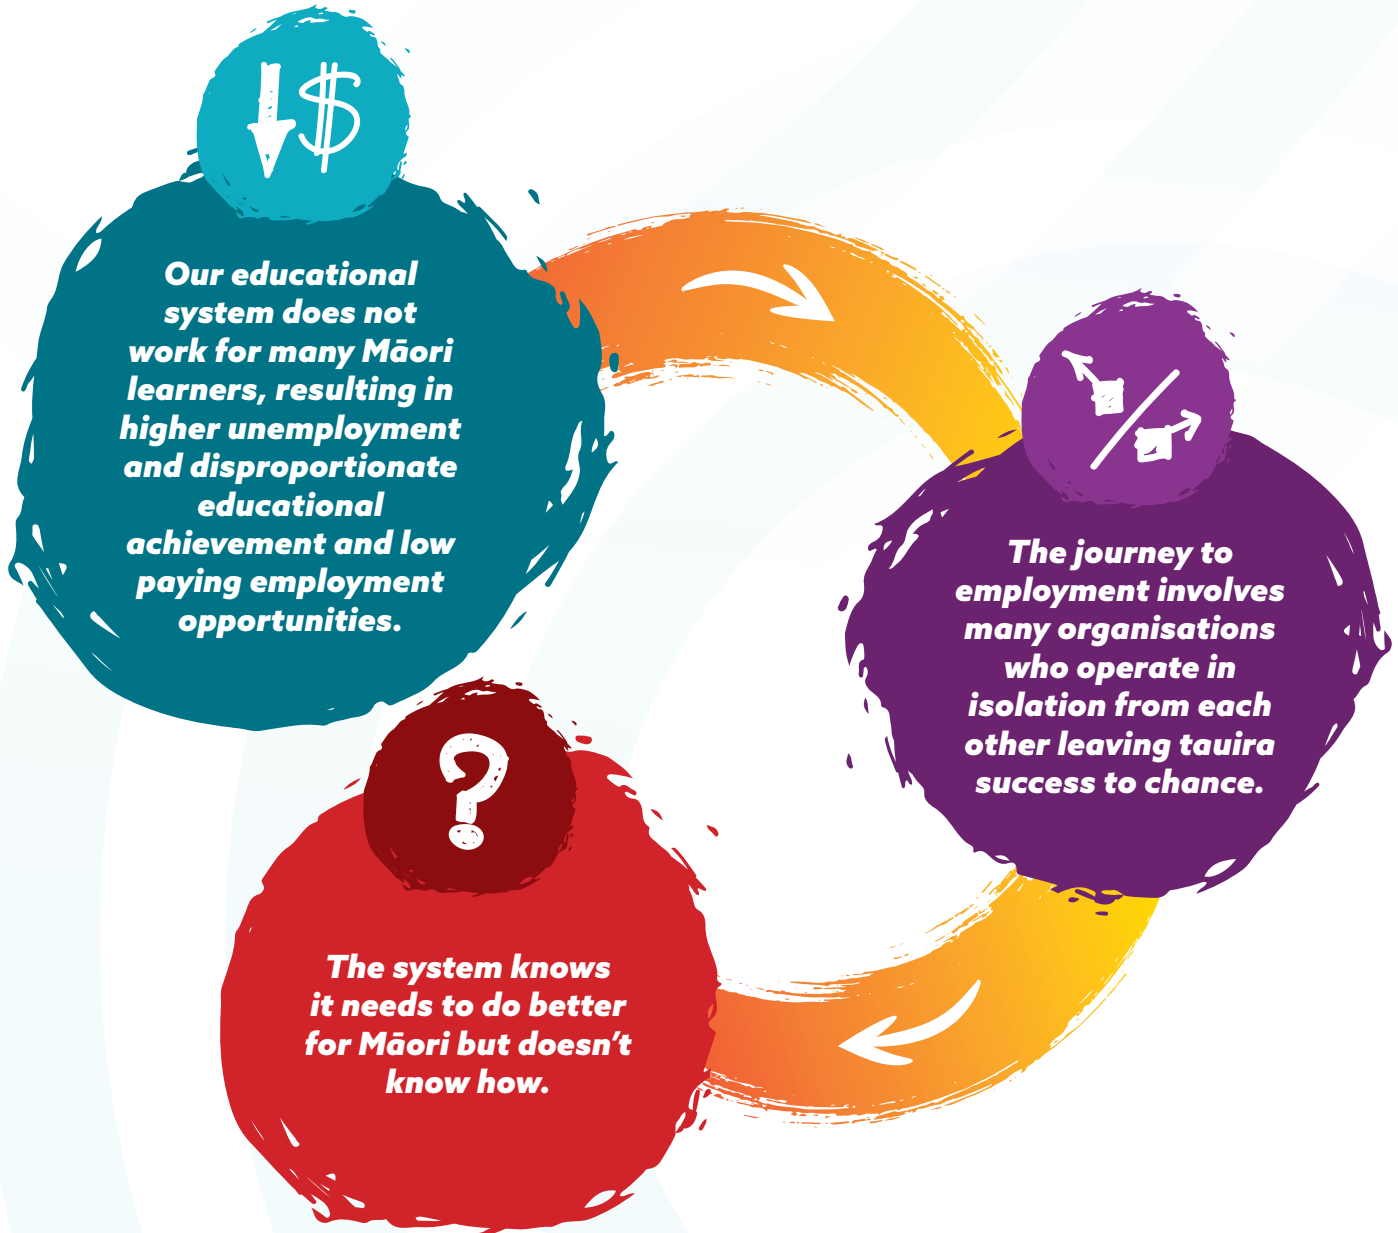 ↓$
Our educational
system does not
work for many Māori
learners, resulting in
higher unemployment
and disproportionate
educational
achievement and low
paying employment
opportunities.
The journey to
employment involves
many organisations
who operate in
isolation from each
other leaving tauira
success to chance.
?
The system knows
it needs to do better
for Māori but doesn’t
know how.